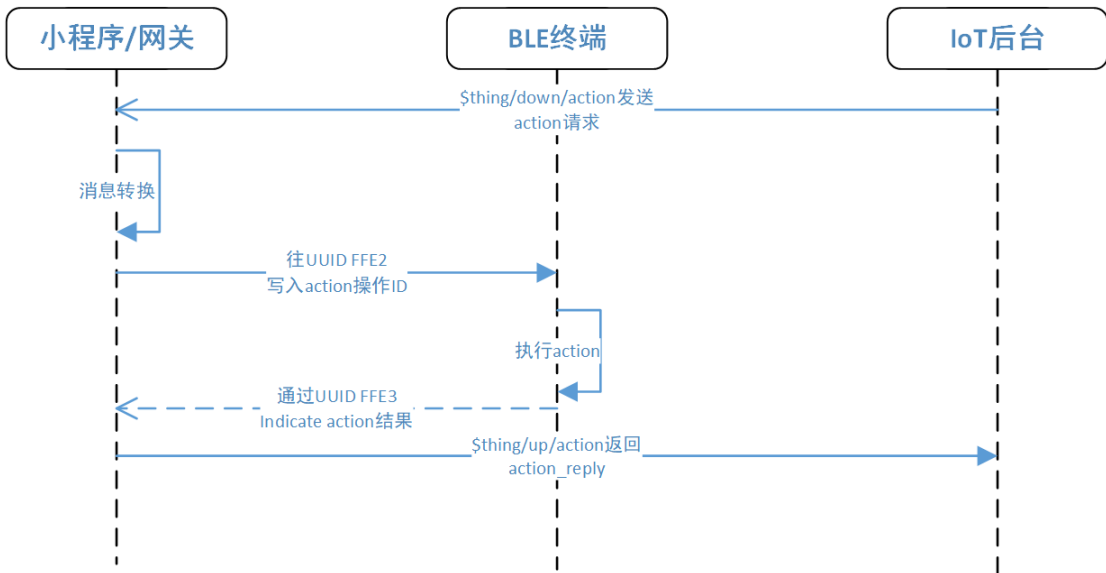 小程序/网关
BLE终端
IoT后台
$thing/down/action发送
action请求
消息转换
往UUID FFE2
写入action操作ID
执行action
通过UUID FFE3
Indicate action结果
$thing/up/action返回
action_reply